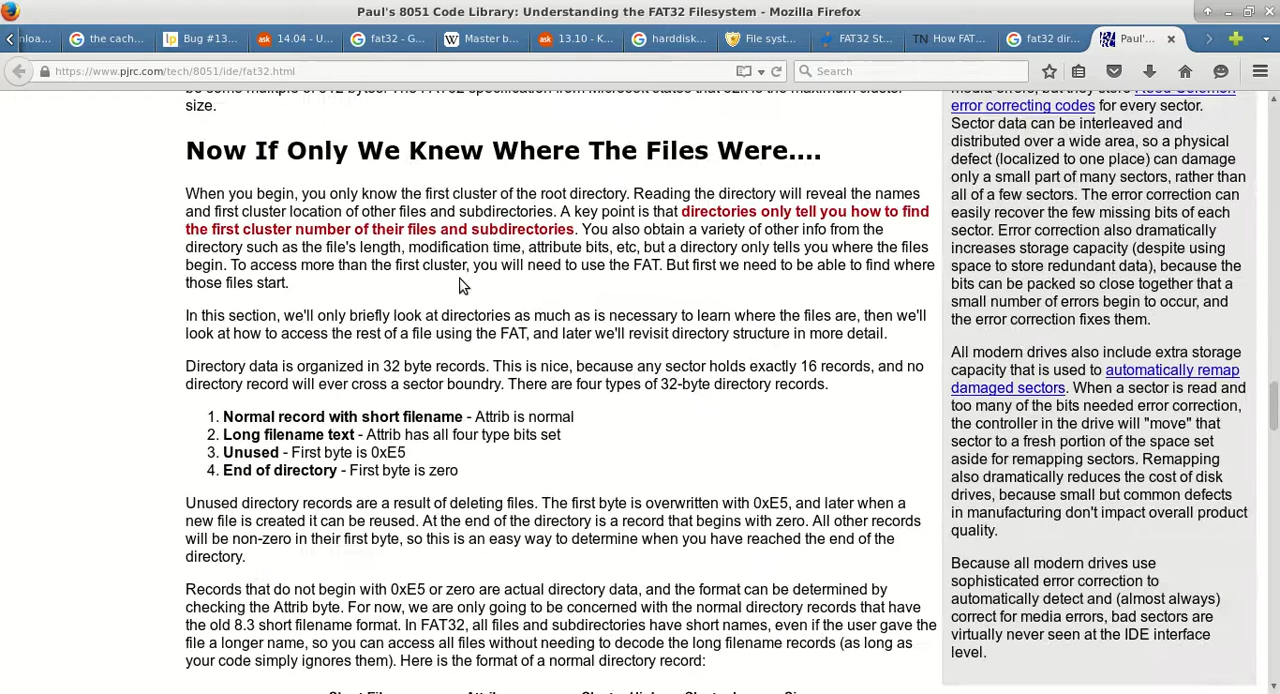 Paul's 8051 Code Library: Understanding the FAT32 Filesystem - Mozilla Firefox
the cach...
Bug #13...
14.04 - U...
fat32 - G...
Master b...
13.10 - K...
harddisk...
File syst...
FAT32 St...
How FAT...
fat32 dir...
Paul'...
https://www.pjrc.com/tech/8051/ide/fat32.html
Search
size.
Now If Only We Knew Where The Files Were....
When you begin, you only know the first cluster of the root directory. Reading the directory will reveal the names
and first cluster location of other files and subdirectories. A key point is that directories only tell you how to find
the first cluster number of their files and subdirectories. You also obtain a variety of other info from the
directory such as the file's length, modification time, attribute bits, etc, but a directory only tells you where the files
begin. To access more than the first cluster, you will need to use the FAT. But first we need to be able to find where
those files start.
In this section, we'll only briefly look at directories as much as is necessary to learn where the files are, then we'll
look at how to access the rest of a file using the FAT, and later we'll revisit directory structure in more detail.
Directory data is organized in 32 byte records. This is nice, because any sector holds exactly 16 records, and no
directory record will ever cross a sector boundry. There are four types of 32-byte directory records.
1. Normal record with short filename - Attrib is normal
2. Long filename text - Attrib has all four type bits set
3. Unused - First byte is 0xE5
4. End of directory - First byte is zero
Unused directory records are a result of deleting files. The first byte is overwritten with 0xE5, and later when a
new file is created it can be reused. At the end of the directory is a record that begins with zero. All other records
will be non-zero in their first byte, so this is an easy way to determine when you have reached the end of the
directory.
Records that do not begin with 0xE5 or zero are actual directory data, and the format can be determined by
checking the Attrib byte. For now, we are only going to be concerned with the normal directory records that have
the old 8.3 short filename format. In FAT32, all files and subdirectories have short names, even if the user gave the
file a longer name, so you can access all files without needing to decode the long filename records (as long as
your code simply ignores them). Here is the format of a normal directory record:
error correcting codes for every sector.
Sector data can be interleaved and
distributed over a wide area, so a physical
defect (localized to one place) can damage
only a small part of many sectors, rather than
all of a few sectors. The error correction can
easily recover the few missing bits of each
sector. Error correction also dramatically
increases storage capacity (despite using
space to store redundant data), because the
bits can be packed so close together that a
small number of errors begin to occur, and
the error correction fixes them.
All modern drives also include extra storage
capacity that is used to automatically remap
damaged sectors. When a sector is read and
too many of the bits needed error correction,
the controller in the drive will "move" that
sector to a fresh portion of the space set
aside for remapping sectors. Remapping
also dramatically reduces the cost of disk
drives, because small but common defects
in manufacturing don't impact overall product
quality.
Because all modern drives use
sophisticated error correction to
automatically detect and (almost always)
correct for media errors, bad sectors are
virtually never seen at the IDE interface
level.